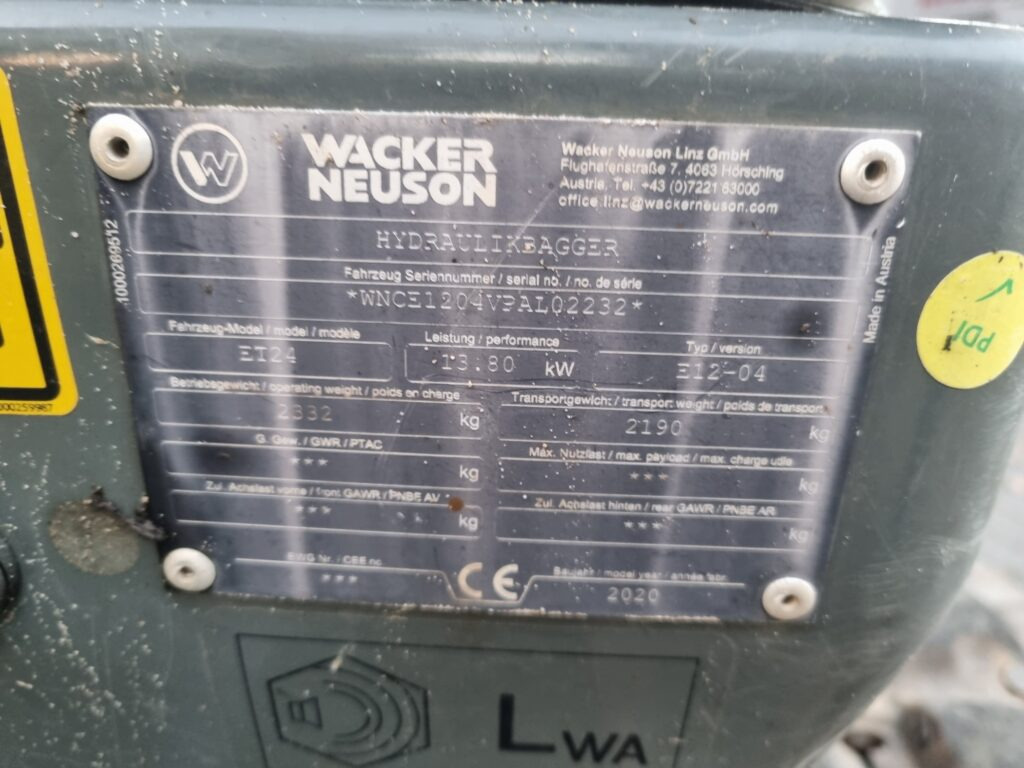 WACKER
NEUSON
Wacker Neuson Linz GmbH
Flughafenstraße 7, 4063 Hörsching
Austria, Tel. +43 (0)7221 63000
office.linz@wackerneuson.com
1000269512
HYDRAULIKBAGGER
Fahrzeug Seriennummer / serial no. / no. de série
*WNCE1204VPAL02232*
Made in Austria
Fahrzeug-Model / model / modèle
ET24
Leistung / performance
13.80 kW
Typ / version
E12-04
Betriebsgewicht / operating weight / poids en charge
2332 kg
Transportgewicht / transport weight / poids de transport
2190 kg
G. Gew. / GWR / PTAC
*** kg
Max. Nutzlast / max. payload / max. charge utile
*** kg
Zul. Achslast vorne / front GAWR / PNBE AV
*** kg
Zul. Achslast hinten / rear GAWR / PNBE AR
*** kg
EWG Nr. / CEE no.
***
CE
Baujahr / model year / année fabr.
2020
PDI
LWA